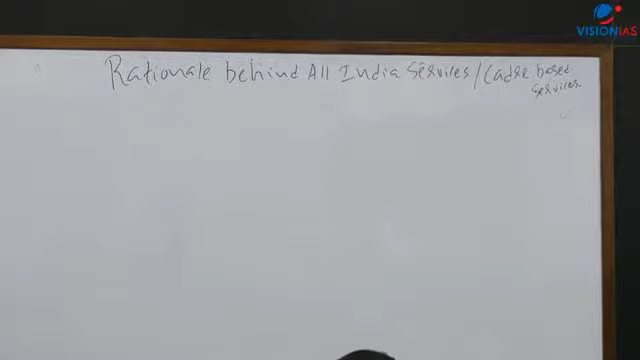 VISIONIAS
Rationale behind All India Services/Cadre based
services.